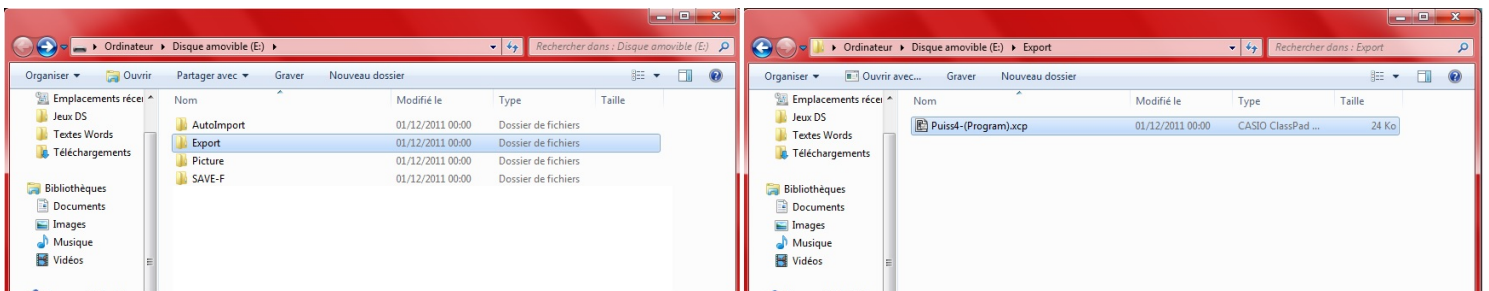 Ordinateur ▸ Disque amovible (E:) ▸
Rechercher dans : Disque amovible (E:)
Organiser Ouvrir Partager avec Graver Nouveau dossier
Emplacements récer
Jeux DS
Textes Words
Téléchargements
Bibliothèques
Documents
Images
Musique
Vidéos
Nom Modifié le Type Taille
AutoImport 01/12/2011 00:00 Dossier de fichiers
Export 01/12/2011 00:00 Dossier de fichiers
Picture 01/12/2011 00:00 Dossier de fichiers
SAVE-F 01/12/2011 00:00 Dossier de fichiers
Ordinateur ▸ Disque amovible (E:) ▸ Export
Rechercher dans : Export
Organiser Ouvrir avec... Graver Nouveau dossier
Emplacements récer
Jeux DS
Textes Words
Téléchargements
Bibliothèques
Documents
Images
Musique
Vidéos
Nom Modifié le Type Taille
Puiss4-(Program).xcp 01/12/2011 00:00 CASIO ClassPad ... 24 Ko